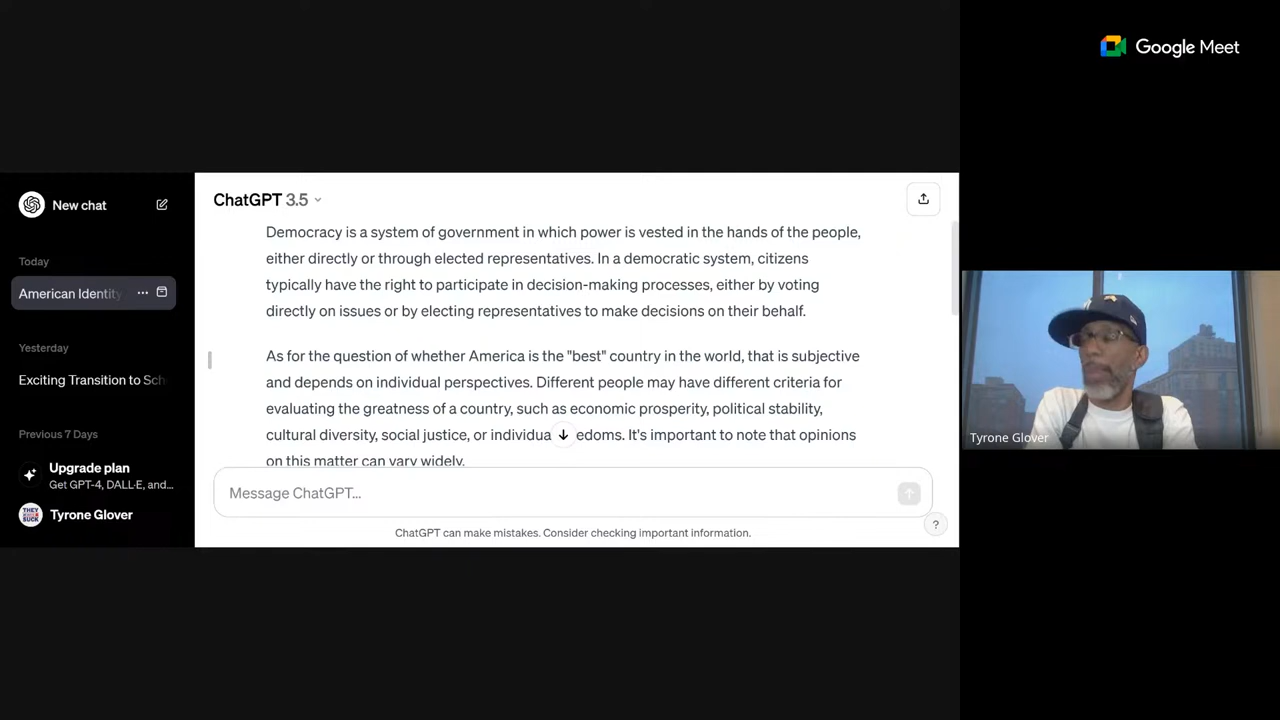 Google Meet
New chat
Today
American Identity
Yesterday
Exciting Transition to Sch
Previous 7 Days
Upgrade plan
Get GPT-4, DALL·E, and...
Tyrone Glover
ChatGPT 3.5
Democracy is a system of government in which power is vested in the hands of the people,
either directly or through elected representatives. In a democratic system, citizens
typically have the right to participate in decision-making processes, either by voting
directly on issues or by electing representatives to make decisions on their behalf.
As for the question of whether America is the "best" country in the world, that is subjective
and depends on individual perspectives. Different people may have different criteria for
evaluating the greatness of a country, such as economic prosperity, political stability,
cultural diversity, social justice, or individua edoms. It's important to note that opinions
on this matter can vary widely.
Message ChatGPT...
ChatGPT can make mistakes. Consider checking important information.
?
Tyrone Glover